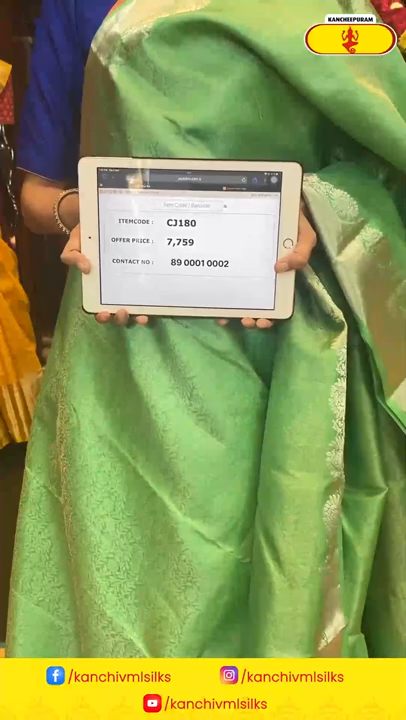 KANCHEEPURAM
ITEMCODE : CJ180
OFFER PRICE : 7,759
CONTACT NO : 89 0001 0002
/kanchivmlsilks
/kanchivmlsilks
/kanchivmlsilks